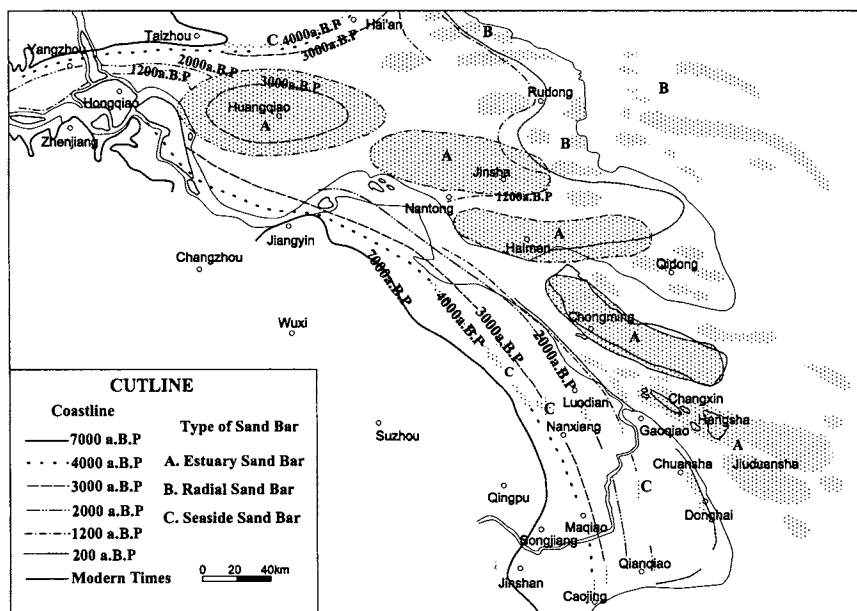 Taizhou
C
4000a.B.P
Hai'an
3000a.B.P
B
Yangzhou
2000a.B.P
1200a.B.P
3000a.B.P
B
B
Hongqiao
Huangqiao
Rudong
A
Zhenjiang
B
A
Jinsha
1200a.B.P
Nantong
Jiangyin
A
Haimen
Changzhou
7000a.B.P
Qidong
4000a.B.P
3000a.B.P
Chongming
Wuxi
2000a.B.P
A
C
CUTLINE
Coastline
7000 a.B.P
4000 a.B.P
3000 a.B.P
2000 a.B.P
1200 a.B.P
200 a.B.P
Modern Times
Type of Sand Bar
A. Estuary Sand Bar
B. Radial Sand Bar
C. Seaside Sand Bar
0 20 40km
Changxin
C
Luodian
Hengsha
Suzhou
Nanxiang
Gaoqiao
A
Chuansha
Jiuduansha
C
Qingpu
Donghai
Maqiao
Songjiang
Jinshan
Qianqiao
Caojing